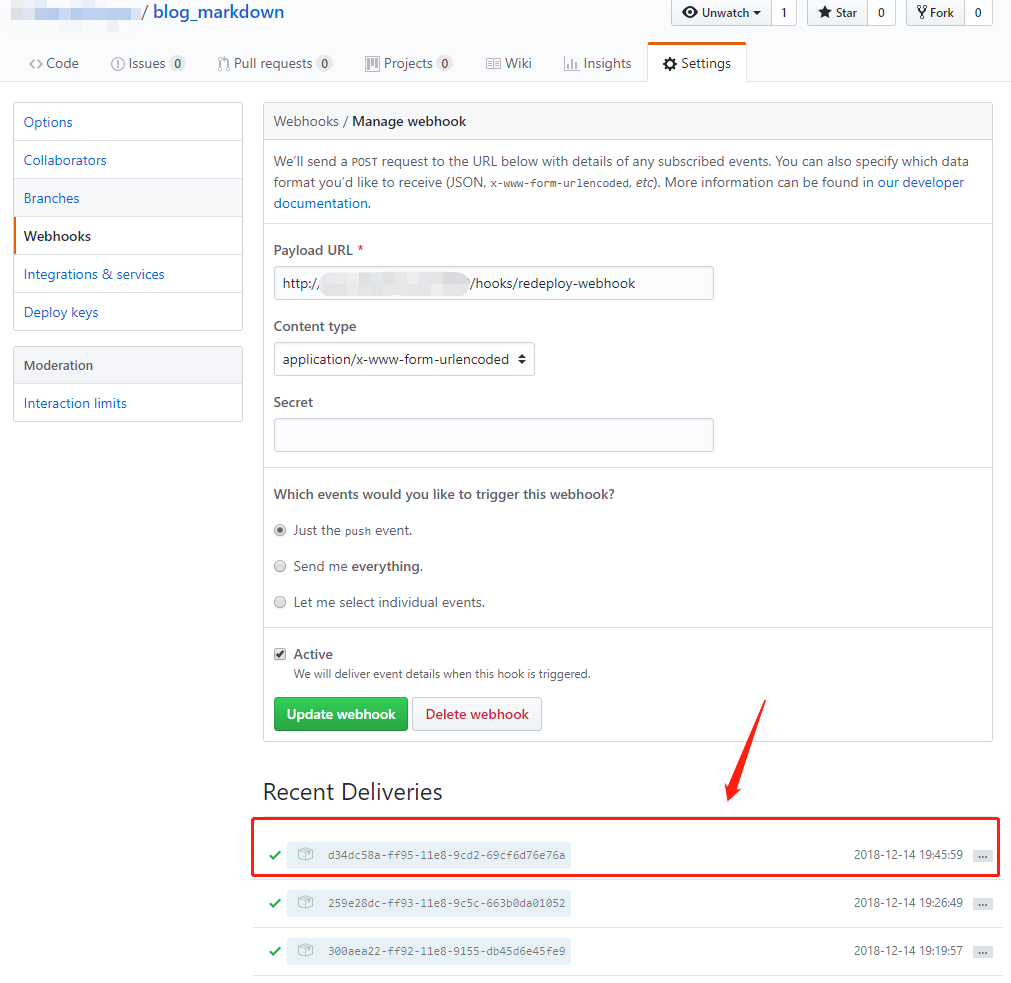 / blog_markdown
Unwatch 1 Star 0 Fork 0
Code Issues 0 Pull requests 0 Projects 0 Wiki Insights Settings
Options
Collaborators
Branches
Webhooks
Integrations & services
Deploy keys
Moderation
Interaction limits
Webhooks / Manage webhook
We'll send a POST request to the URL below with details of any subscribed events. You can also specify which data
format you'd like to receive (JSON, x-www-form-urlencoded, etc). More information can be found in our developer
documentation.
Payload URL *
http:// /hooks/redeploy-webhook
Content type
application/x-www-form-urlencoded
Secret
Which events would you like to trigger this webhook?
Just the push event.
Send me everything.
Let me select individual events.
Active
We will deliver event details when this hook is triggered.
Update webhook Delete webhook
Recent Deliveries
d34dc58a-ff95-11e8-9cd2-69cf6d76e76a 2018-12-14 19:45:59 ...
259e28dc-ff93-11e8-9c5c-663b0da01052 2018-12-14 19:26:49 ...
300aea22-ff92-11e8-9155-db45d6e45fe9 2018-12-14 19:19:57 ...